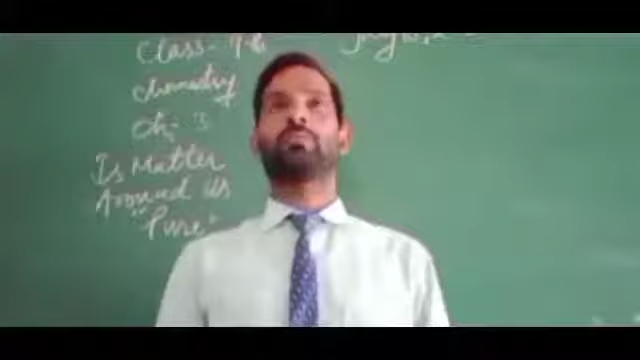 Class- 9th
Chemistry
Ch: 3
Is Matter
Around Us
"Pure"